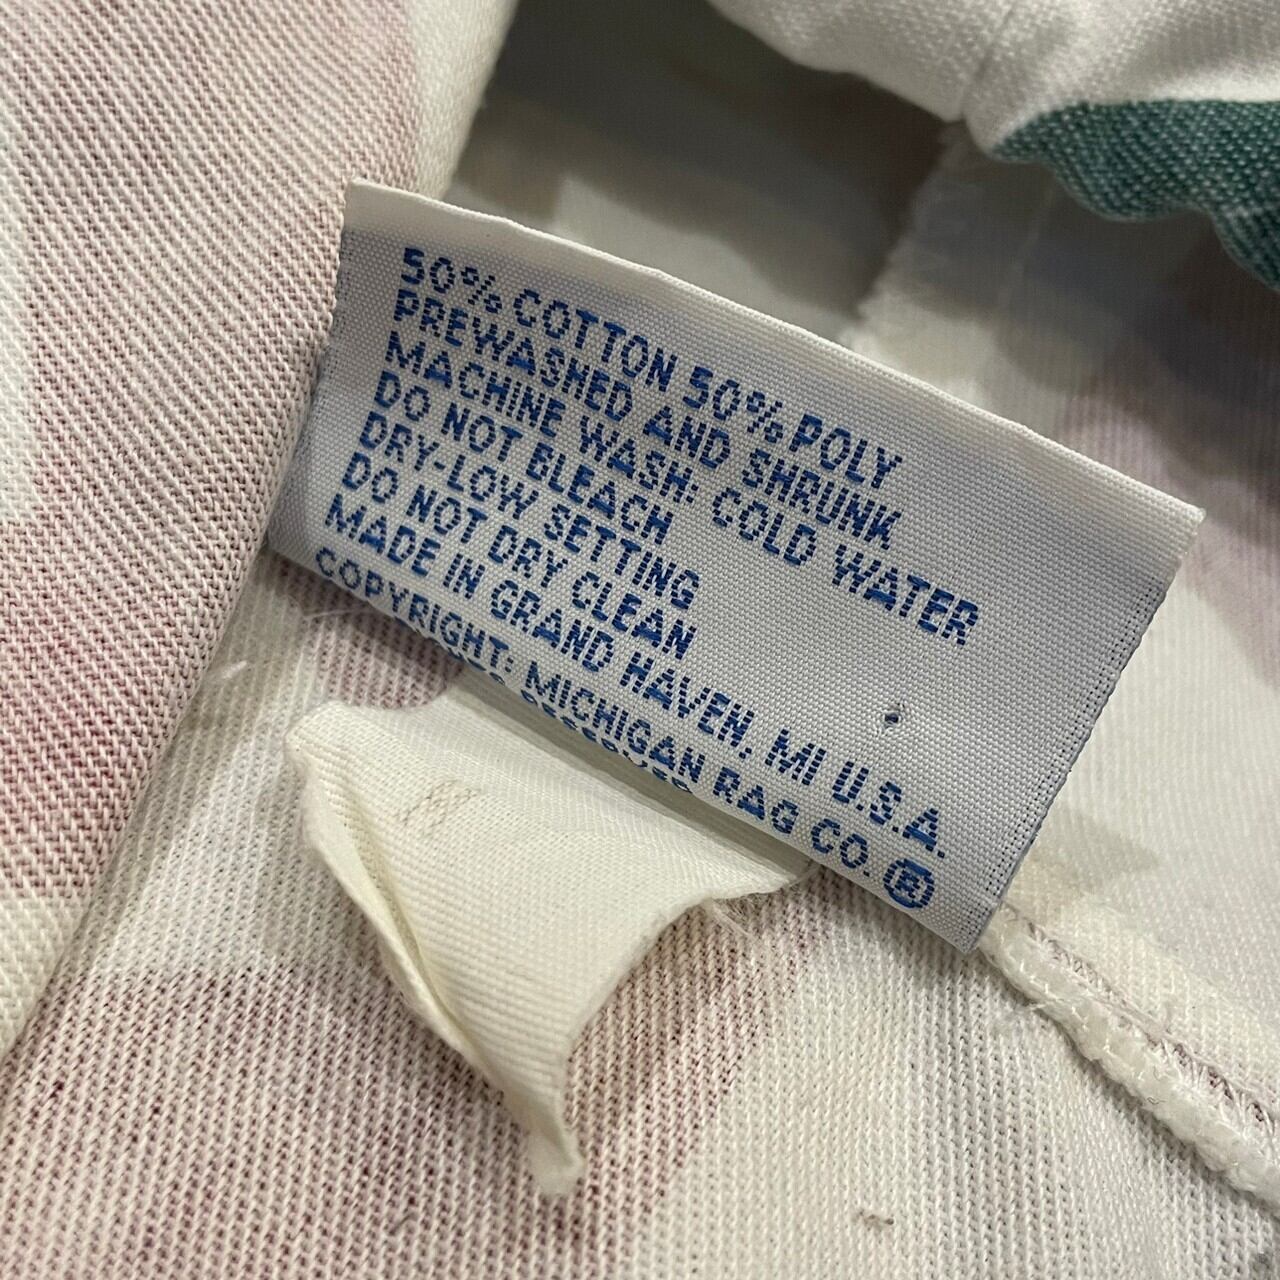 50% COTTON 50% POLY
PREWASHED AND SHRUNK
MACHINE WASH: COLD WATER
DO NOT BLEACH
DRY-LOW SETTING
DO NOT DRY CLEAN
MADE IN GRAND HAVEN, MI U.S.A.
COPYRIGHT: MICHIGAN RAG CO. ®